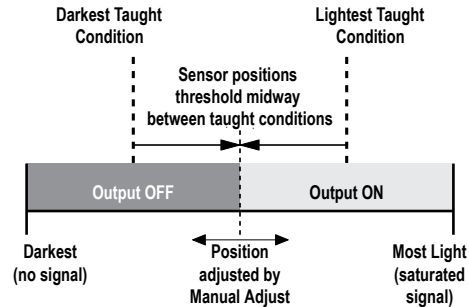 Darkest Taught
Condition
Lightest Taught
Condition
Sensor positions
threshold midway
between taught conditions
Output OFF
Output ON
Darkest
(no signal)
Position
adjusted by
Manual Adjust
Most Light
(saturated
signal)